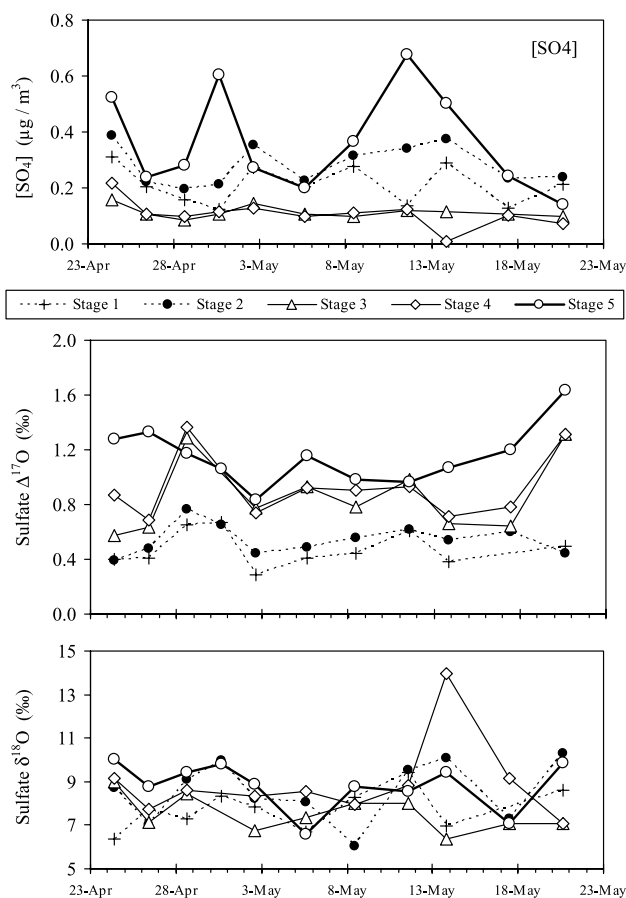 0.8
[SO4]
0.6
0.4
0.2
0.0
[SO₄] (µg / m³)
23-Apr 28-Apr 3-May 8-May 13-May 18-May 23-May
Stage 1 Stage 2 Stage 3 Stage 4 Stage 5
2.0
1.6
1.2
0.8
0.4
0.0
Sulfate Δ¹⁷O (‰)
15
13
11
9
7
5
Sulfate δ¹⁸O (‰)
23-Apr 28-Apr 3-May 8-May 13-May 18-May 23-May